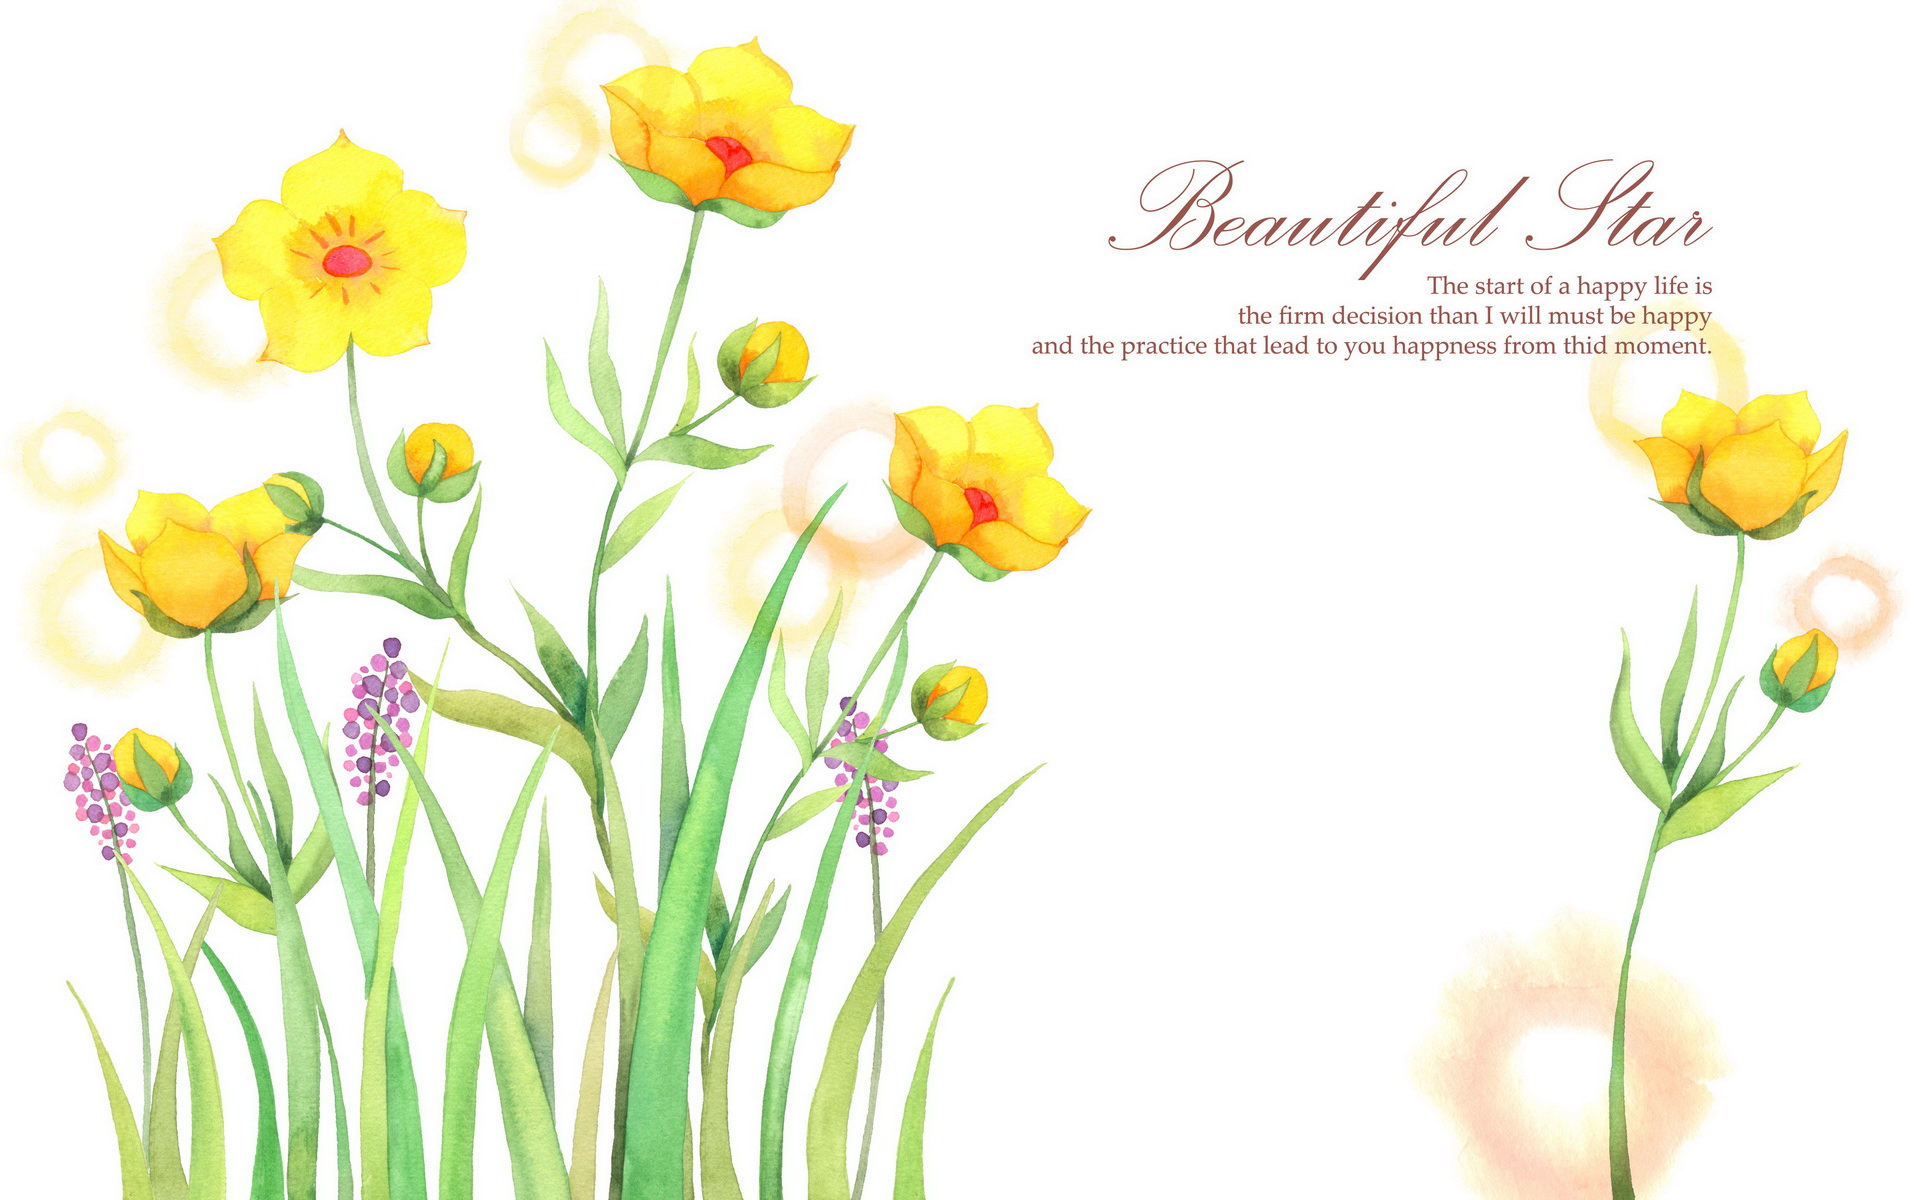 Beautiful Star
The start of a happy life is
the firm decision than I will must be happy
and the practice that lead to you happness from thid moment.